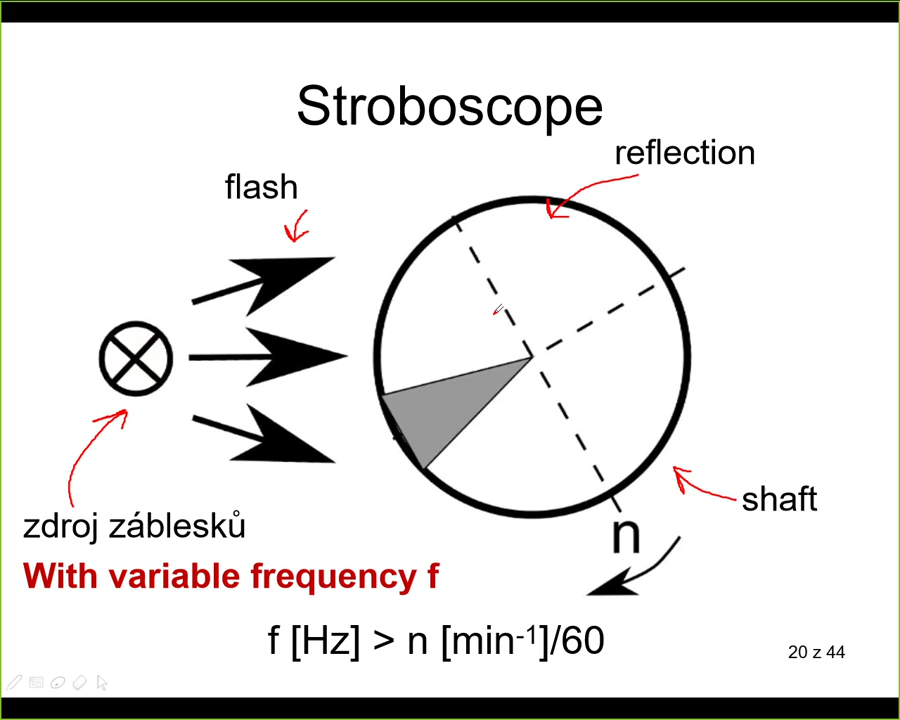 Stroboscope
reflection
flash
shaft
zdroj záblesků
n
With variable frequency f
f [Hz] > n [min-1]/60
20 z 44